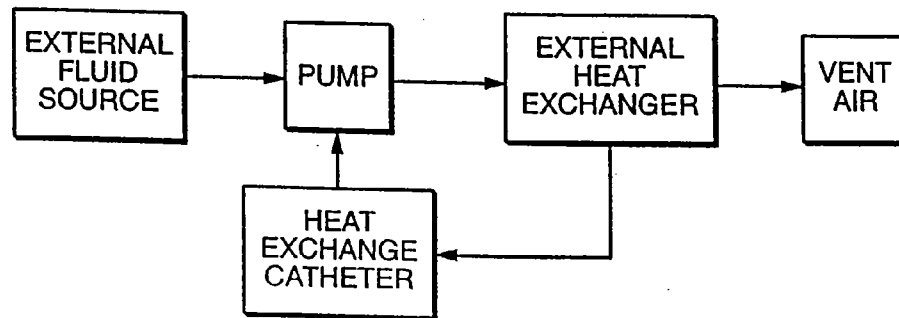 EXTERNAL
FLUID
SOURCE
PUMP
EXTERNAL
HEAT
EXCHANGER
VENT
AIR
HEAT
EXCHANGE
CATHETER